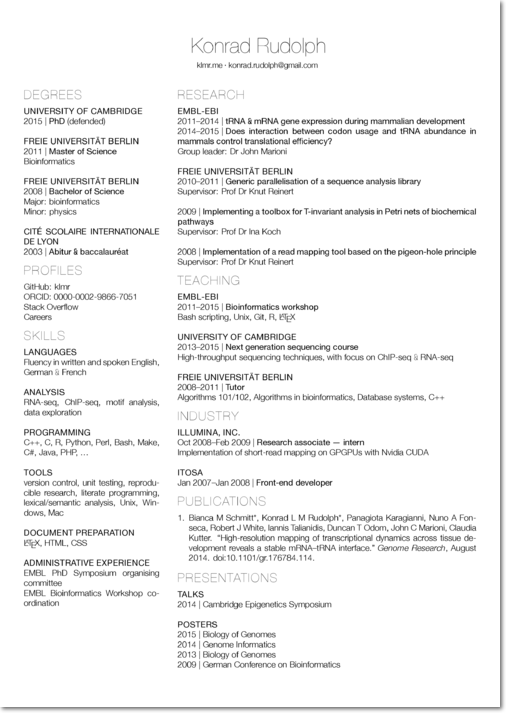 Konrad Rudolph
klmr.me · konrad.rudolph@gmail.com
DEGREES
UNIVERSITY OF CAMBRIDGE
2015 | PhD (defended)
FREIE UNIVERSITÄT BERLIN
2011 | Master of Science
Bioinformatics
FREIE UNIVERSITÄT BERLIN
2008 | Bachelor of Science
Major: bioinformatics
Minor: physics
CITÉ SCOLAIRE INTERNATIONALE
DE LYON
2003 | Abitur & baccalauréat
PROFILES
GitHub: klmr
ORCID: 0000-0002-9866-7051
Stack Overflow
Careers
SKILLS
LANGUAGES
Fluency in written and spoken English,
German & French
ANALYSIS
RNA-seq, ChIP-seq, motif analysis,
data exploration
PROGRAMMING
C++, C, R, Python, Perl, Bash, Make,
C#, Java, PHP, …
TOOLS
version control, unit testing, reprodu-
cible research, literate programming,
lexical/semantic analysis, Unix, Win-
dows, Mac
DOCUMENT PREPARATION
LATEX, HTML, CSS
ADMINISTRATIVE EXPERIENCE
EMBL PhD Symposium organising
committee
EMBL Bioinformatics Workshop co-
ordination
RESEARCH
EMBL-EBI
2011–2014 | tRNA & mRNA gene expression during mammalian development
2014–2015 | Does interaction between codon usage and tRNA abundance in
mammals control translational efficiency?
Group leader: Dr John Marioni
FREIE UNIVERSITÄT BERLIN
2010–2011 | Generic parallelisation of a sequence analysis library
Supervisor: Prof Dr Knut Reinert
2009 | Implementing a toolbox for T-invariant analysis in Petri nets of biochemical
pathways
Supervisor: Prof Dr Ina Koch
2008 | Implementation of a read mapping tool based on the pigeon-hole principle
Supervisor: Prof Dr Knut Reinert
TEACHING
EMBL-EBI
2011–2015 | Bioinformatics workshop
Bash scripting, Unix, Git, R, LATEX
UNIVERSITY OF CAMBRIDGE
2013–2015 | Next generation sequencing course
High-throughput sequencing techniques, with focus on ChIP-seq & RNA-seq
FREIE UNIVERSITÄT BERLIN
2008–2011 | Tutor
Algorithms 101/102, Algorithms in bioinformatics, Database systems, C++
INDUSTRY
ILLUMINA, INC.
Oct 2008–Feb 2009 | Research associate — intern
Implementation of short-read mapping on GPGPUs with Nvidia CUDA
ITOSA
Jan 2007–Jan 2008 | Front-end developer
PUBLICATIONS
1. Bianca M Schmitt*, Konrad L M Rudolph*, Panagiota Karagianni, Nuno A Fon-
seca, Robert J White, Iannis Talianidis, Duncan T Odom, John C Marioni, Claudia
Kutter. “High-resolution mapping of transcriptional dynamics across tissue de-
velopment reveals a stable mRNA–tRNA interface.” Genome Research, August
2014. doi:10.1101/gr.176784.114.
PRESENTATIONS
TALKS
2014 | Cambridge Epigenetics Symposium
POSTERS
2015 | Biology of Genomes
2014 | Genome Informatics
2013 | Biology of Genomes
2009 | German Conference on Bioinformatics